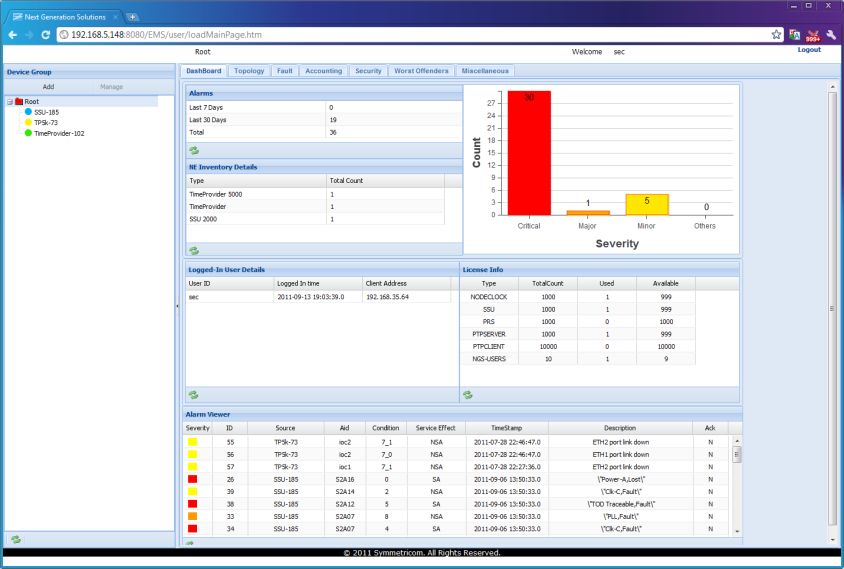 Next Generation Solutions
192.168.5.148:8080/EMS/user/loadMainPage.htm
999+
Root Welcome sec Logout
Device Group
Add Manage
Root
SSU-185
TP5k-73
TimeProvider-102
DashBoard Topology Fault Accounting Security Worst Offenders Miscellaneous
Alarms
Last 7 Days 0
Last 30 Days 19
Total 36
NE Inventory Details
Type Total Count
TimeProvider 5000 1
TimeProvider 1
SSU 2000 1
Count
27
24
21
18
15
12
9
6
3
0
30 1 5 0
Critical Major Minor Others
Severity
Logged-In User Details
User ID Logged In time Client Address
sec 2011-09-13 19:03:39.0 192.168.35.64
License Info
Type TotalCount Used Available
NODECLOCK 1000 1 999
SSU 1000 1 999
PRS 1000 0 1000
PTPSERVER 1000 1 999
PTPCLIENT 10000 0 10000
NGS-USERS 10 1 9
Alarm Viewer
Severity ID Source Aid Condition Service Effect TimeStamp Description Ack
55 TP5k-73 ioc2 7_1 NSA 2011-07-28 22:46:47.0 ETH2 port link down N
56 TP5k-73 ioc2 7_0 NSA 2011-07-28 22:46:47.0 ETH1 port link down N
57 TP5k-73 ioc1 7_1 NSA 2011-07-28 22:27:36.0 ETH2 port link down N
26 SSU-185 S2A16 0 SA 2011-09-06 13:50:33.0 \"Power-A,Lost\" N
39 SSU-185 S2A14 2 NSA 2011-09-06 13:50:33.0 \"Clk-C,Fault\" N
38 SSU-185 S2A12 5 SA 2011-09-06 13:50:33.0 \"TOD Traceable,Fault\" N
33 SSU-185 S2A07 8 NSA 2011-09-06 13:50:33.0 \"PLL,Fault\" N
34 SSU-185 S2A07 4 SA 2011-09-06 13:50:33.0 \"Clk-C,Fault\" N
© 2011 Symmetricom. All Rights Reserved.